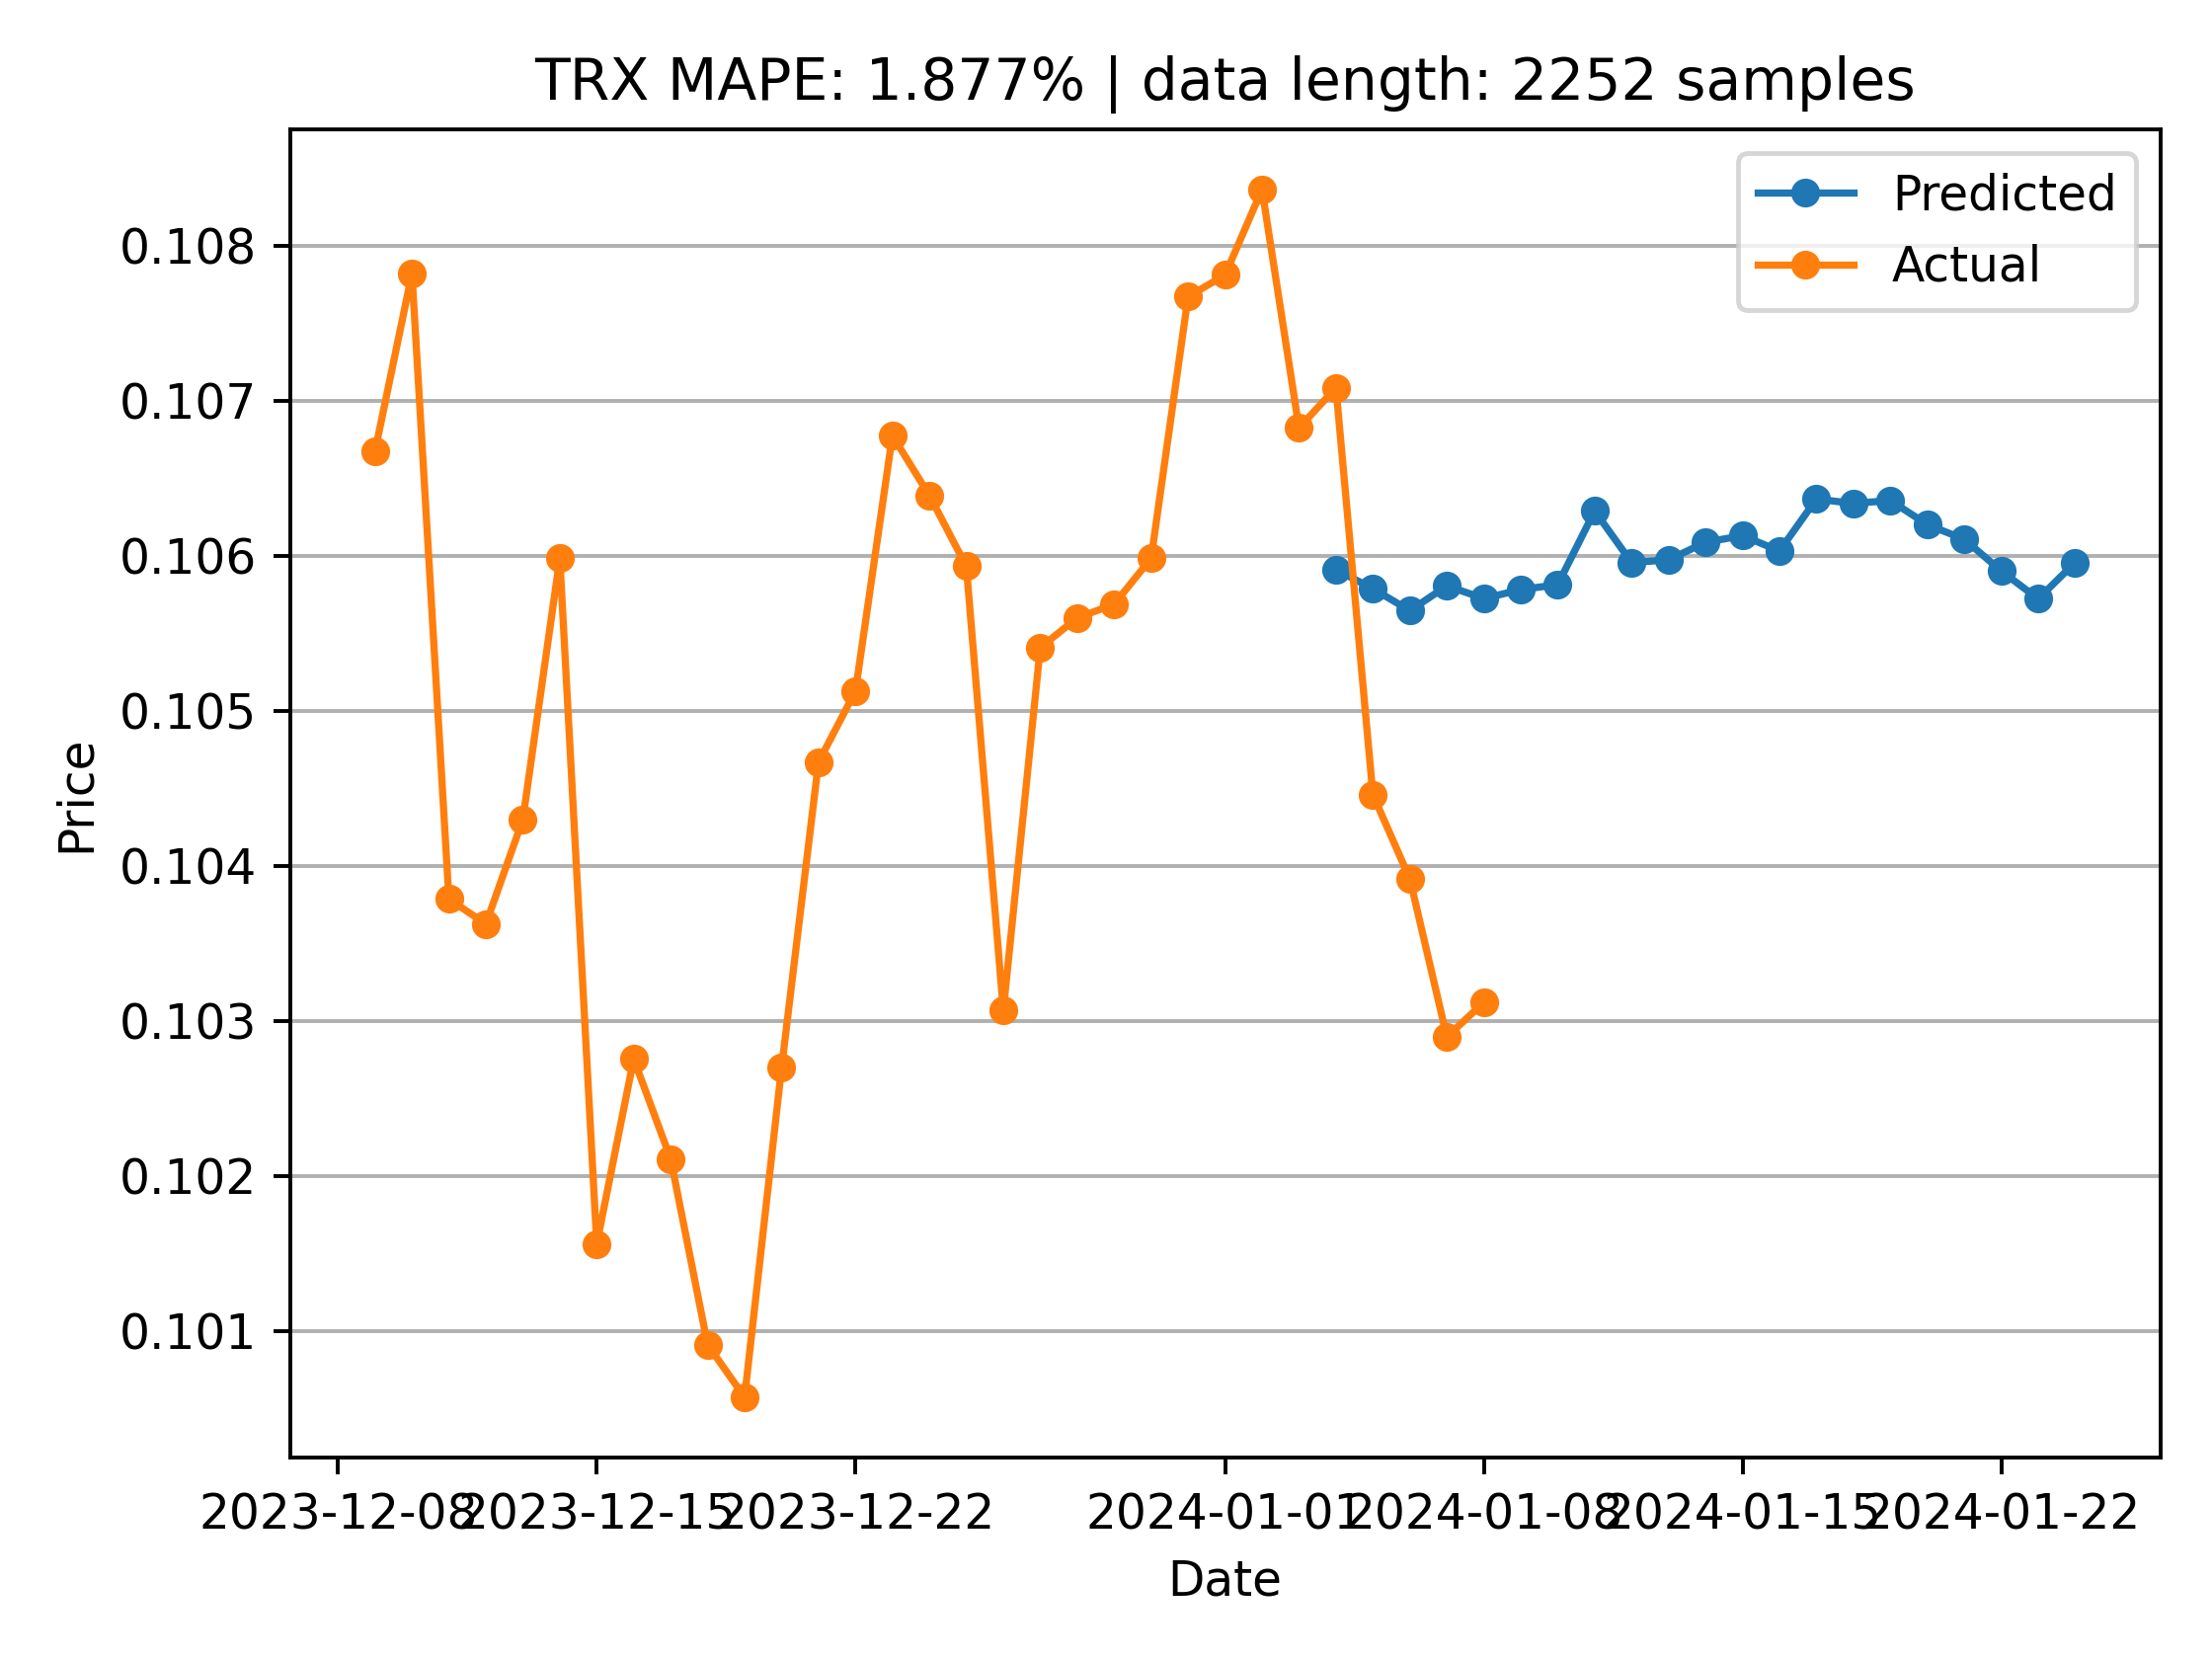 TRX MAPE: 1.877% | data length: 2252 samples
Predicted
Actual
0.108
0.107
0.106
0.105
0.104
0.103
0.102
0.101
Price
2023-12-08 2023-12-15 2023-12-22 2024-01-01 2024-01-08 2024-01-15 2024-01-22
Date